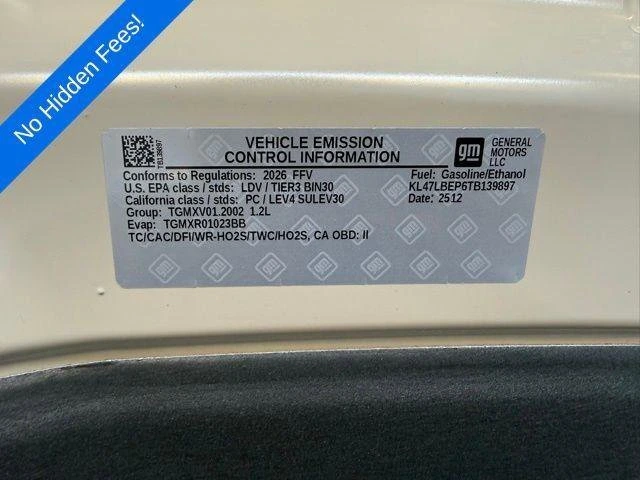 No Hidden Fees!
TB139897
VEHICLE EMISSION
CONTROL INFORMATION
gm
GENERAL
MOTORS
LLC
Conforms to Regulations: 2026 FFV
Fuel: Gasoline/Ethanol
U.S. EPA class / stds: LDV / TIER3 BIN30
KL47LBEP6TB139897
California class / stds: PC / LEV4 SULEV30
Date: 2512
Group: TGMXV01.2002 1.2L
Evap: TGMXR01023BB
TC/CAC/DFI/WR-HO2S/TWC/HO2S, CA OBD: II